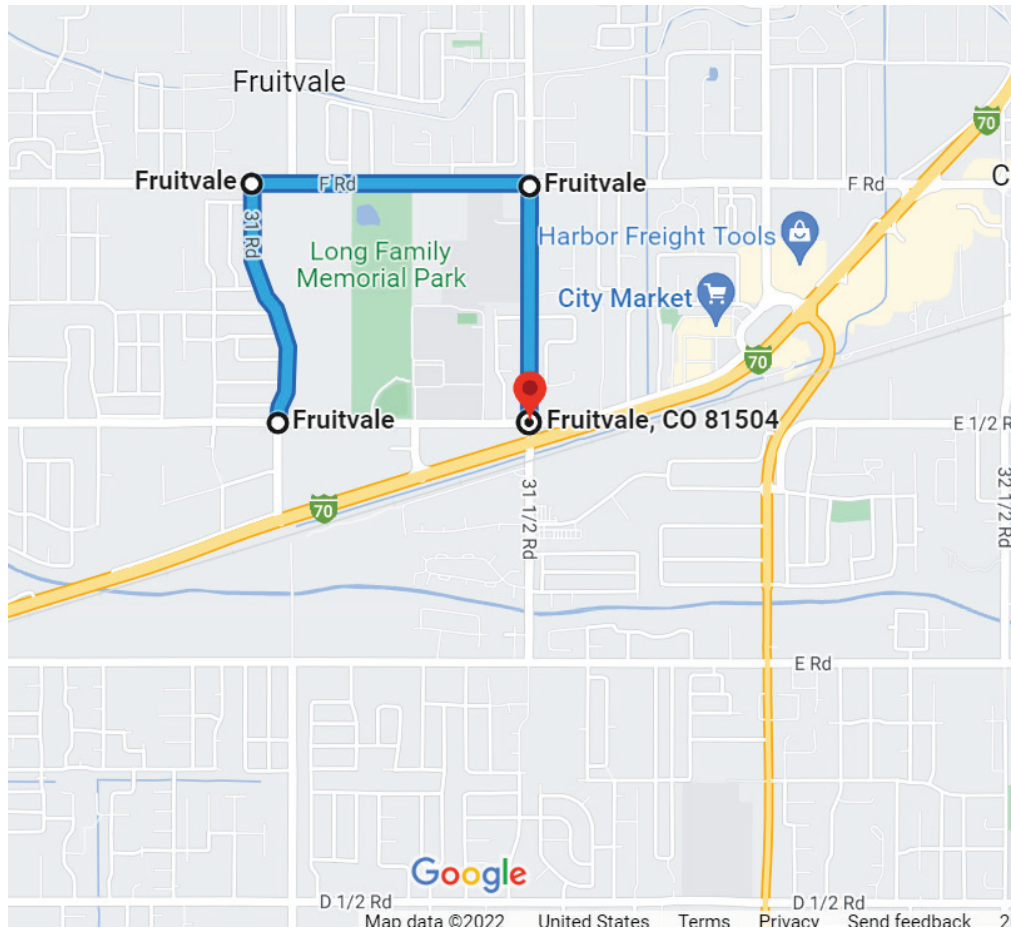 Fruitvale
70
Fruitvale
F Rd
Fruitvale
F Rd
C
31 Rd
Long Family
Memorial Park
Harbor Freight Tools
City Market
70
Fruitvale
Fruitvale, CO 81504
E 1/2 R
70
31 1/2 Rd
32 1/2 Rd
E Rd
Google
D 1/2 Rd
D 1/2 Rd
Map data ©2022 United States Terms Privacy Send feedback 2